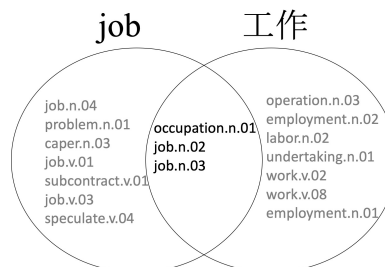 job
工作
job.n.04
problem.n.01
caper.n.03
job.v.01
subcontract.v.01
job.v.03
speculate.v.04
occupation.n.01
job.n.02
job.n.03
operation.n.03
employment.n.02
labor.n.02
undertaking.n.01
work.v.02
work.v.08
employment.n.01